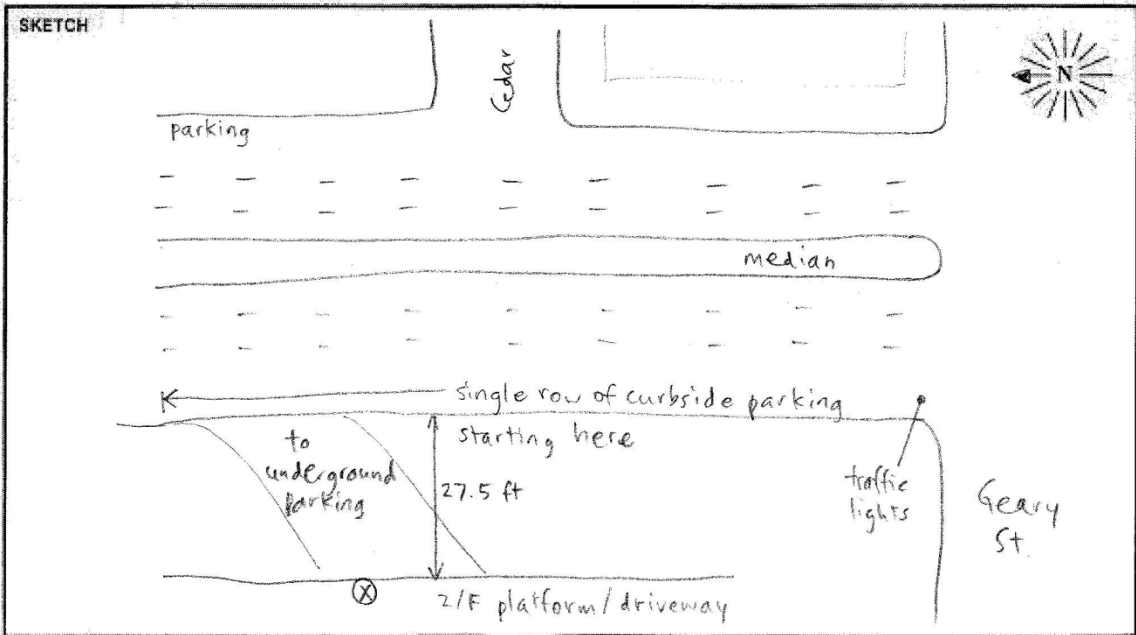 SKETCH
Cedar
N
parking
median
single row of curbside parking
starting here
to
underground
parking
27.5 ft
traffic
lights
Geary
St.
X
2/F platform/driveway